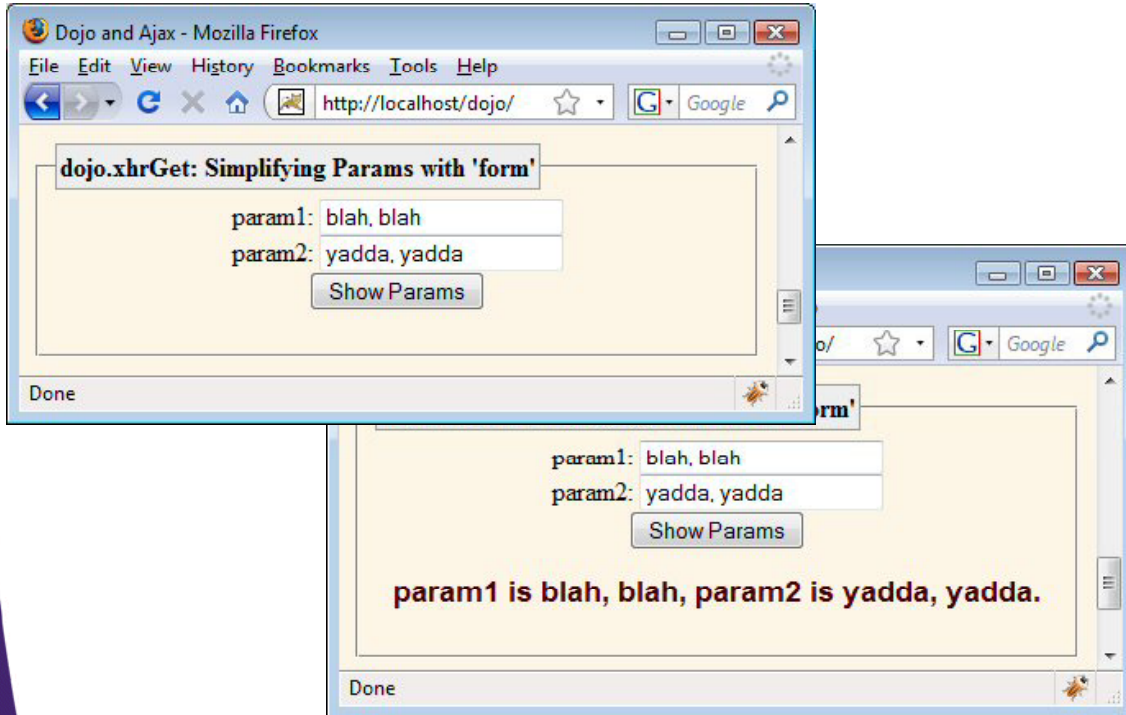 Dojo and Ajax - Mozilla Firefox
File Edit View History Bookmarks Tools Help
http://localhost/dojo/ G Google
dojo.xhrGet: Simplifying Params with 'form'
param1: blah, blah
param2: yadda, yadda
Show Params
Done
o/ G Google
orm'
param1: blah, blah
param2: yadda, yadda
Show Params
param1 is blah, blah, param2 is yadda, yadda.
Done